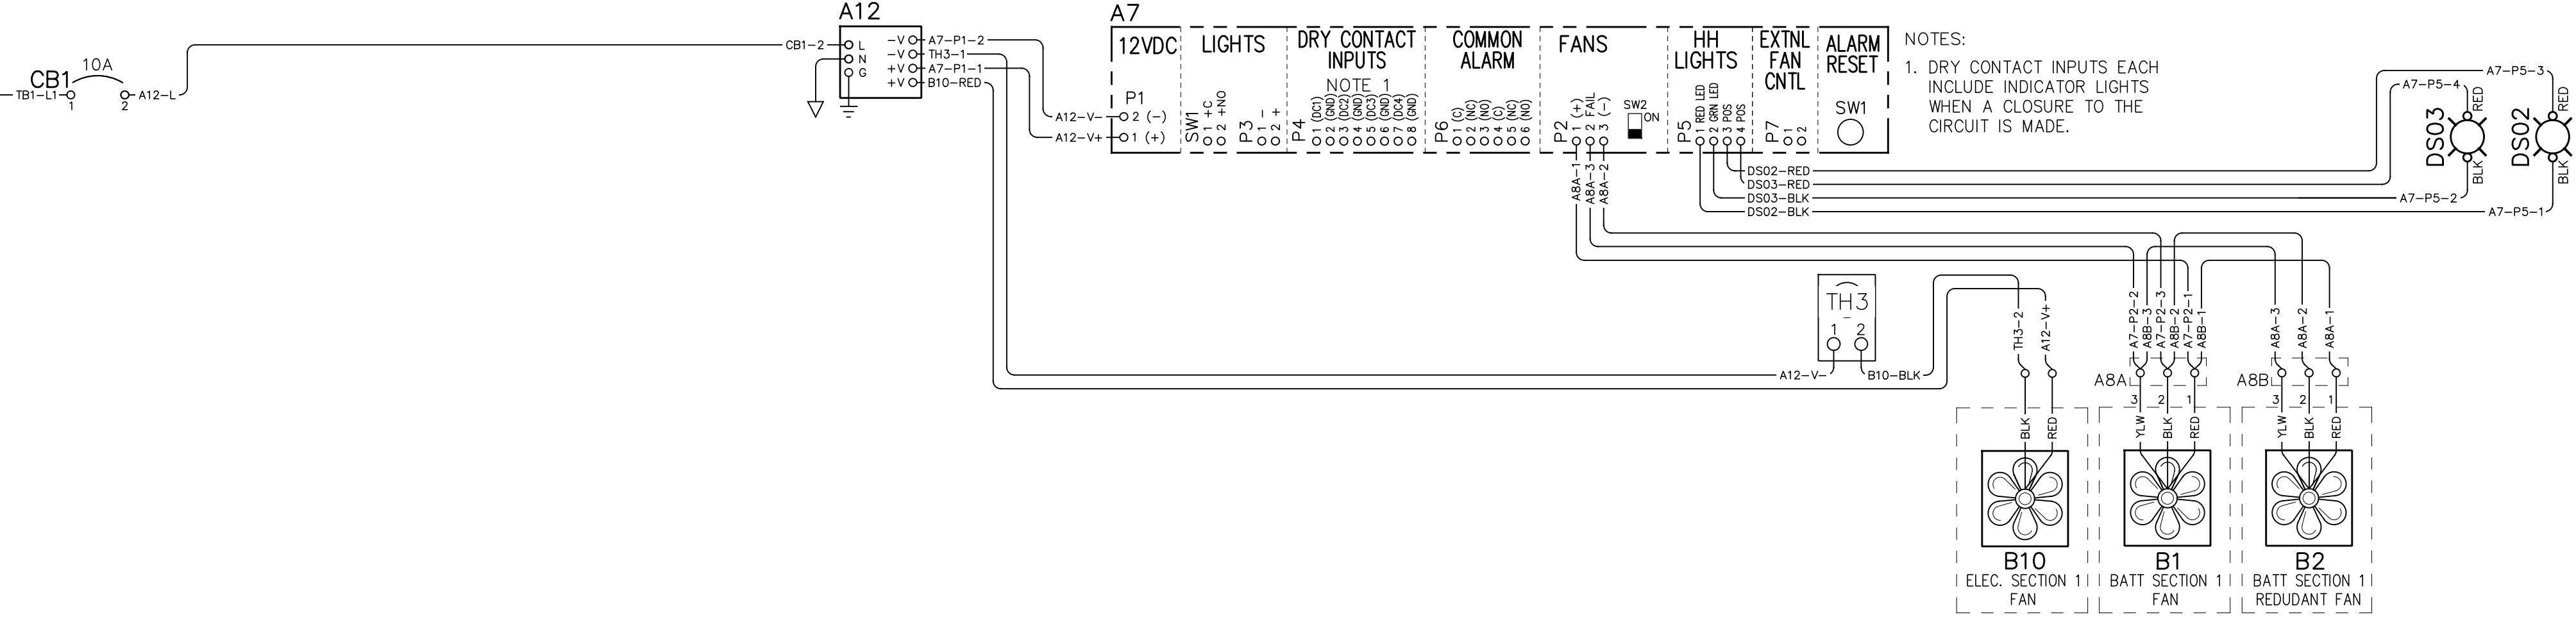 10A
CB1
TB1-L1
1
2
A12-L
CB1-2
A12
L
N
G
-V
-V
+V
+V
A7-P1-2
TH3-1
A7-P1-1
B10-RED
A7
12VDC
P1
A12-V-
2 (-)
A12-V+
1 (+)
LIGHTS
SW1
1 +C
2 +NO
P3
1 -
2 +
DRY CONTACT
INPUTS
NOTE 1
P4
1 (DC1)
2 (GND)
3 (DC2)
4 (GND)
5 (DC3)
6 (GND)
7 (DC4)
8 (GND)
COMMON
ALARM
P6
1 (C)
2 (NC)
3 (NO)
4 (C)
5 (NC)
6 (NO)
FANS
P2
1 (+)
2 FAIL
3 (-)
SW2
ON
HH
LIGHTS
P5
1 RED LED
2 GRN LED
3 POS
4 POS
EXTNL
FAN
CNTL
P7
1
2
ALARM
RESET
SW1
NOTES:
1. DRY CONTACT INPUTS EACH
INCLUDE INDICATOR LIGHTS
WHEN A CLOSURE TO THE
CIRCUIT IS MADE.
A8A-1
A8A-3
A8A-2
DS02-RED
DS03-RED
DS03-BLK
DS02-BLK
A7-P5-3
A7-P5-4
RED
RED
DS03
DS02
BLK
BLK
A7-P5-2
A7-P5-1
TH3
1
2
A12-V-
B10-BLK
TH3-2
A12-V+
A7-P2-2
A8B-3
A7-P2-3
A8B-2
A7-P2-1
A8B-1
A8A-3
A8A-2
A8A-1
A8A
A8B
3
2
1
3
2
1
BLK
RED
YLW
BLK
RED
YLW
BLK
RED
B10
ELEC. SECTION 1
FAN
B1
BATT SECTION 1
FAN
B2
BATT SECTION 1
REDUDANT FAN